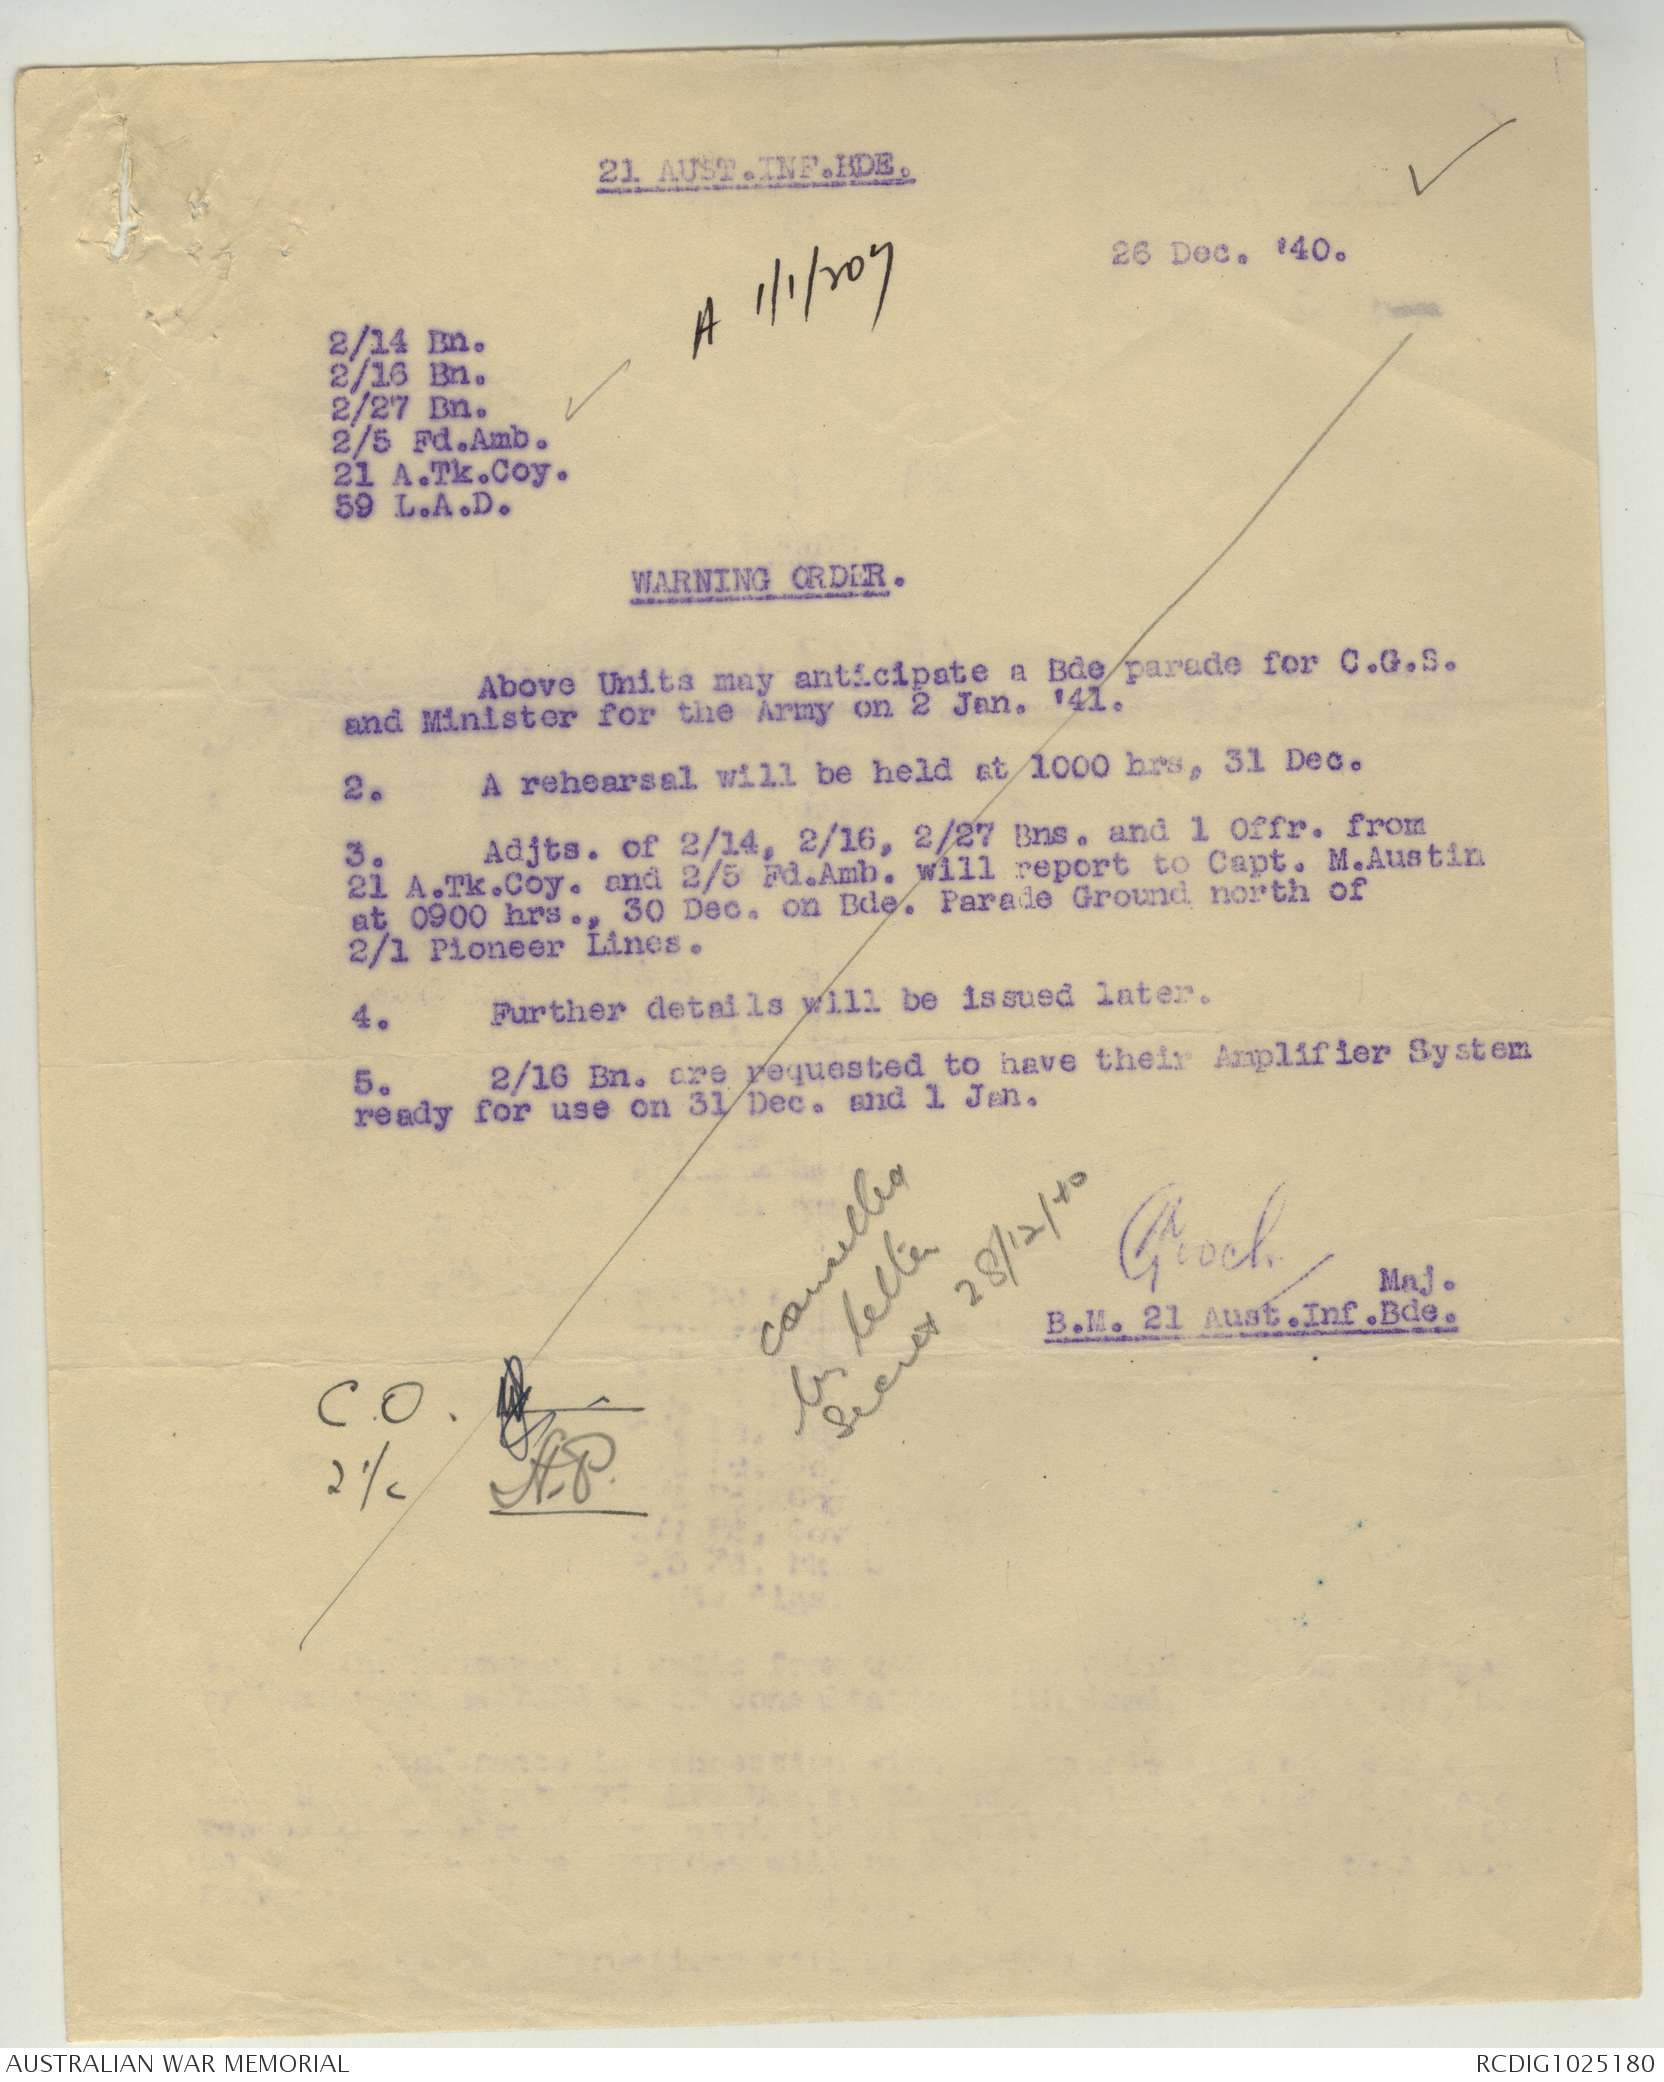 21 AUST.INF.BDE.
26 Dec. '40.
A 1/1/207
2/14 Bn.
2/16 Bn.
2/27 Bn.
2/5 Fd.Amb.
21 A.Tk.Coy.
59 L.A.D.
WARNING ORDER.
Above Units may anticipate a Bde parade for C.G.S.
and Minister for the Army on 2 Jan. '41.
2. A rehearsal will be held at 1000 hrs, 31 Dec.
3. Adjts. of 2/14, 2/16, 2/27 Bns. and 1 Offr. from
21 A.Tk.Coy. and 2/5 Fd.Amb. will report to Capt. M.Austin
at 0900 hrs., 30 Dec. on Bde. Parade Ground north of
2/1 Pioneer Lines.
4. Further details will be issued later.
5. 2/16 Bn. are requested to have their Amplifier System
ready for use on 31 Dec. and 1 Jan.
cancelled
by letter
Secret 28/12/40
Maj.
B.M. 21 Aust.Inf.Bde.
C.O.
2 i/c
AUSTRALIAN WAR MEMORIAL
RCDIG1025180